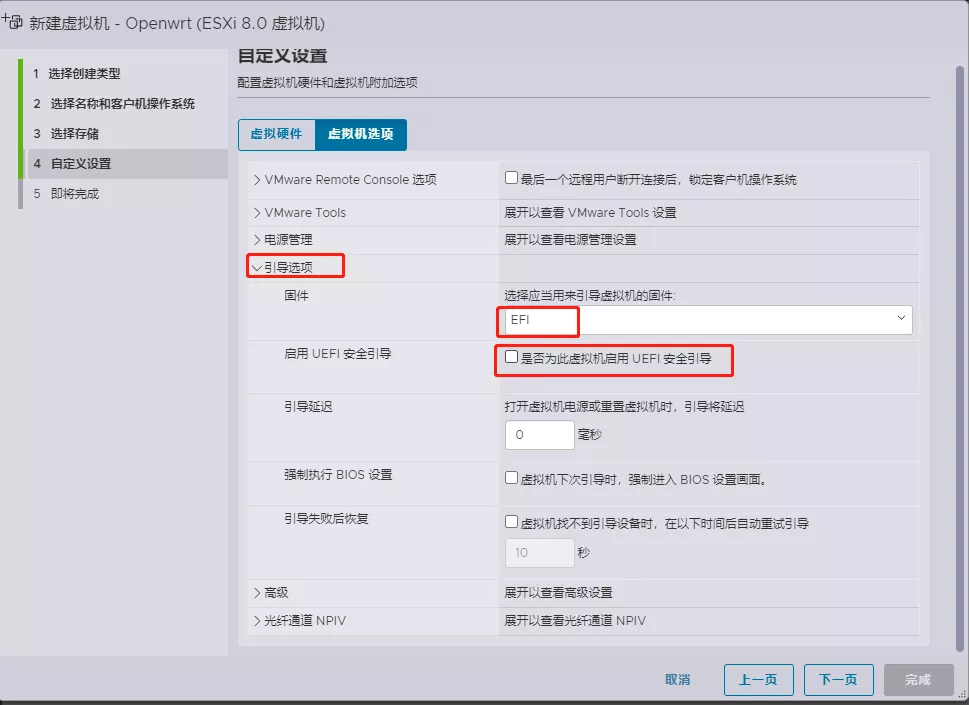 新建虚拟机 - Openwrt (ESXi 8.0 虚拟机)
1 选择创建类型
2 选择名称和客户机操作系统
3 选择存储
4 自定义设置
5 即将完成
自定义设置
配置虚拟机硬件和虚拟机附加选项
虚拟硬件 虚拟机选项
VMware Remote Console 选项 最后一个远程用户断开连接后，锁定客户机操作系统
VMware Tools 展开以查看 VMware Tools 设置
电源管理 展开以查看电源管理设置
引导选项
固件 选择应当用来引导虚拟机的固件:
EFI
启用 UEFI 安全引导 是否为此虚拟机启用 UEFI 安全引导
引导延迟 打开虚拟机电源或重置虚拟机时，引导将延迟
0 毫秒
强制执行 BIOS 设置 虚拟机下次引导时，强制进入 BIOS 设置画面。
引导失败后恢复 虚拟机找不到引导设备时，在以下时间后自动重试引导
10 秒
高级 展开以查看高级设置
光纤通道 NPIV 展开以查看光纤通道 NPIV
取消 上一页 下一页 完成